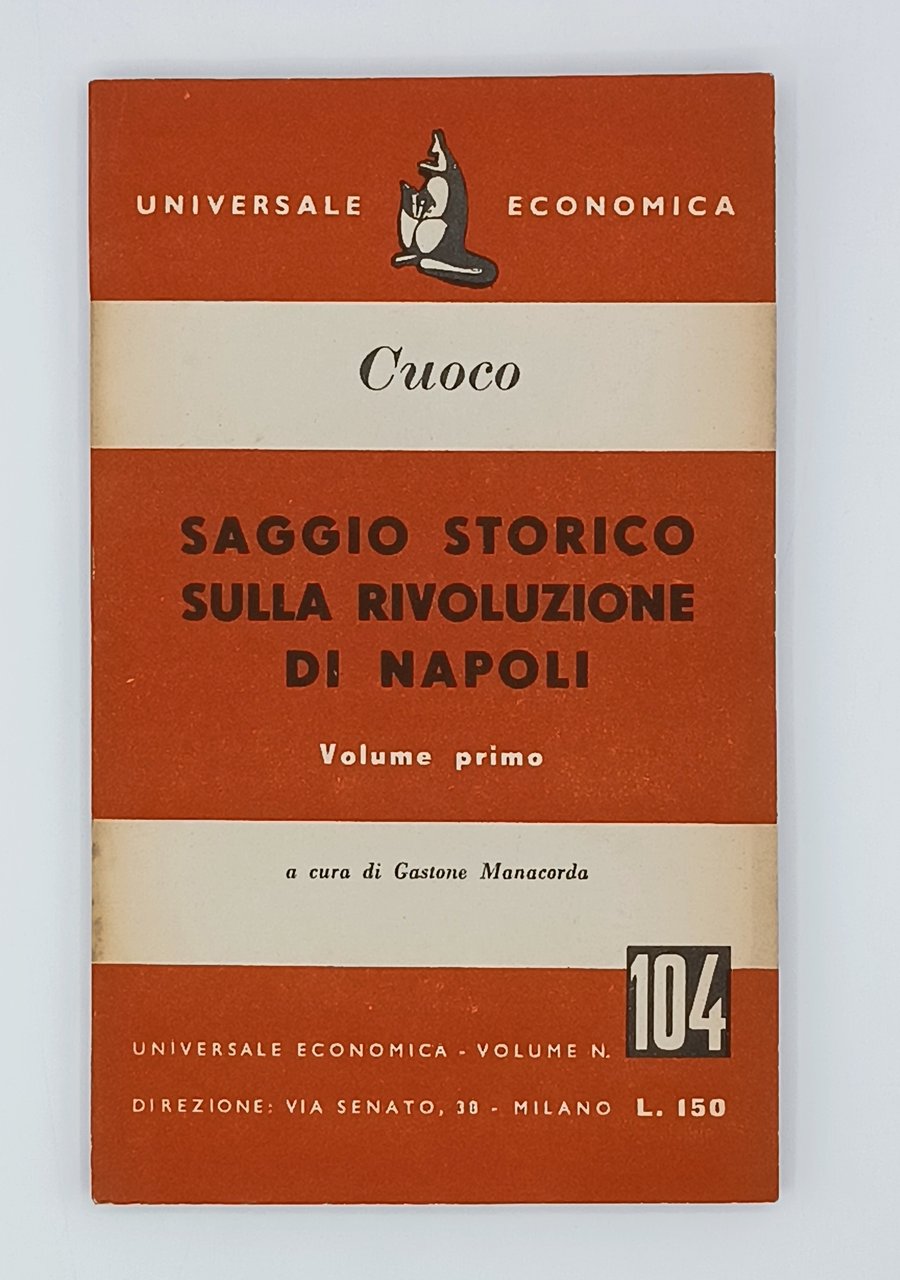 UNIVERSALE ECONOMICA
Cuoco
SAGGIO STORICO
SULLA RIVOLUZIONE
DI NAPOLI
Volume primo
a cura di Gastone Manacorda
UNIVERSALE ECONOMICA - VOLUME N. 104
DIREZIONE: VIA SENATO, 38 - MILANO L. 150